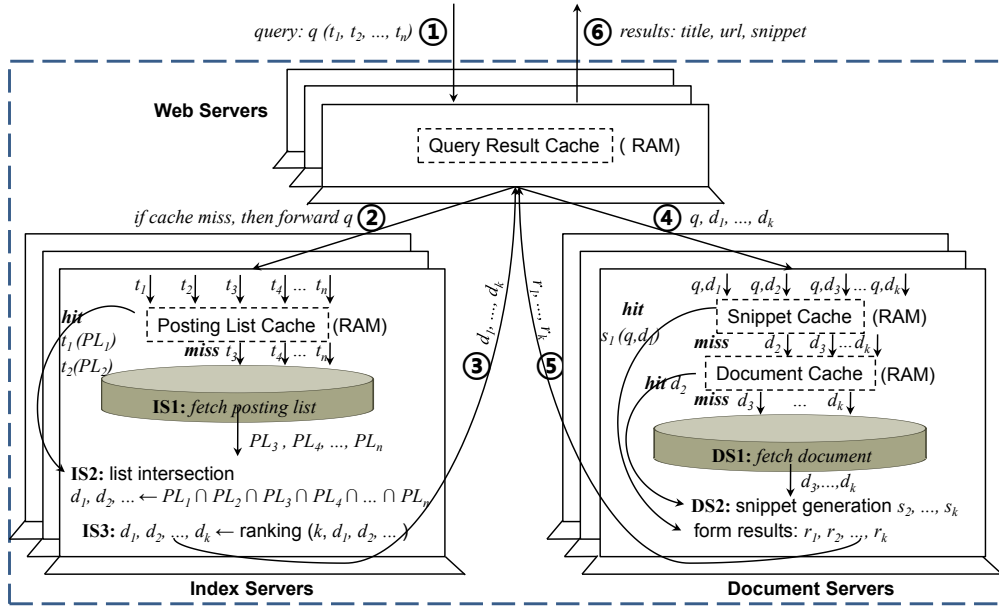 query: q (t1, t2, ..., tn) ① ⑥ results: title, url, snippet
Web Servers
Query Result Cache ( RAM)
if cache miss, then forward q ② ④ q, d1, ..., dk
t1 t2 t3 t4 ... tn
hit
Posting List Cache (RAM)
t1 (PL1)
miss t3 t4 ... tn
t2(PL2)
IS1: fetch posting list
PL3 , PL4, ..., PLn
IS2: list intersection
d1, d2, ... ← PL1 ∩ PL2 ∩ PL3 ∩ PL4 ∩ ... ∩ PLn
IS3: d1, d2, ..., dk ← ranking (k, d1, d2, ... )
Index Servers
d1, ..., dk
③
r1, ..., rk
⑤
q,d1 q,d2 q,d3 ... q,dk
hit
Snippet Cache (RAM)
s1 (q,d1)
miss d2 d3 ... dk
Document Cache (RAM)
hit d2
miss d3 ... dk
DS1: fetch document
d3,...,dk
DS2: snippet generation s2, ..., sk
form results: r1, r2, ..., rk
Document Servers